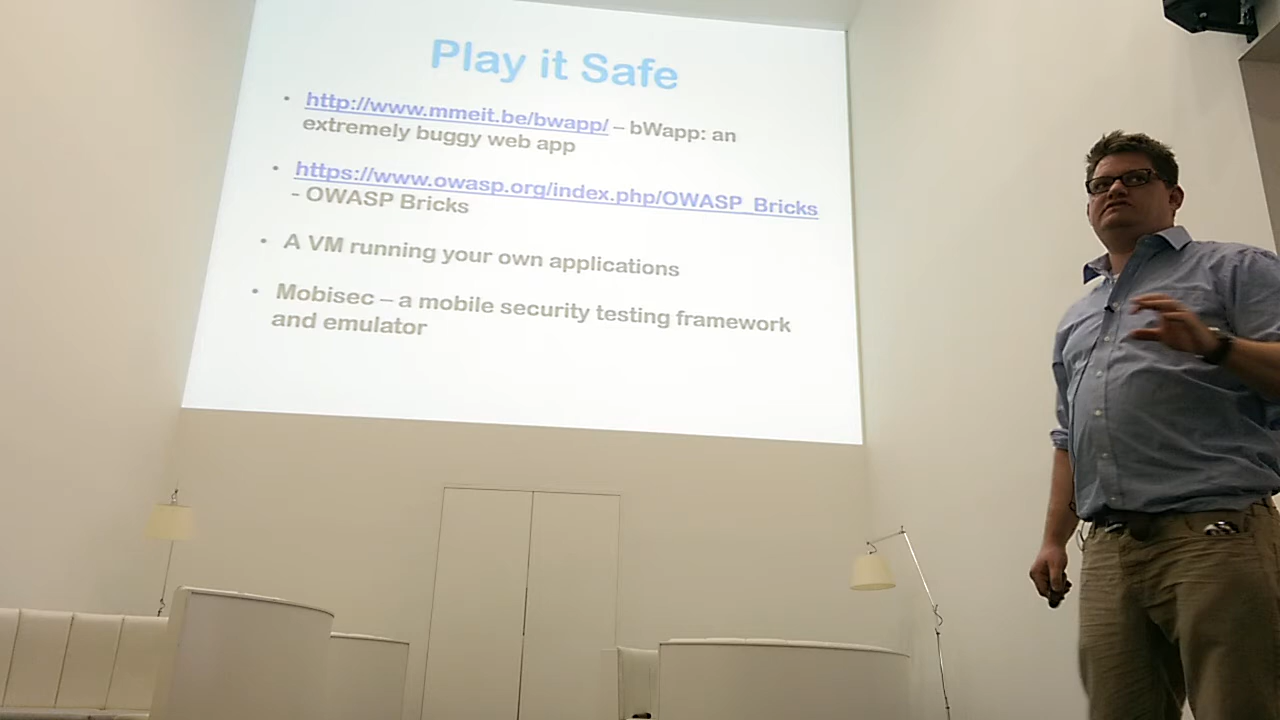 Play it Safe
• http://www.mmeit.be/bwapp/ – bWapp: an
extremely buggy web app
• https://www.owasp.org/index.php/OWASP_Bricks
- OWASP Bricks
• A VM running your own applications
• Mobisec – a mobile security testing framework
and emulator